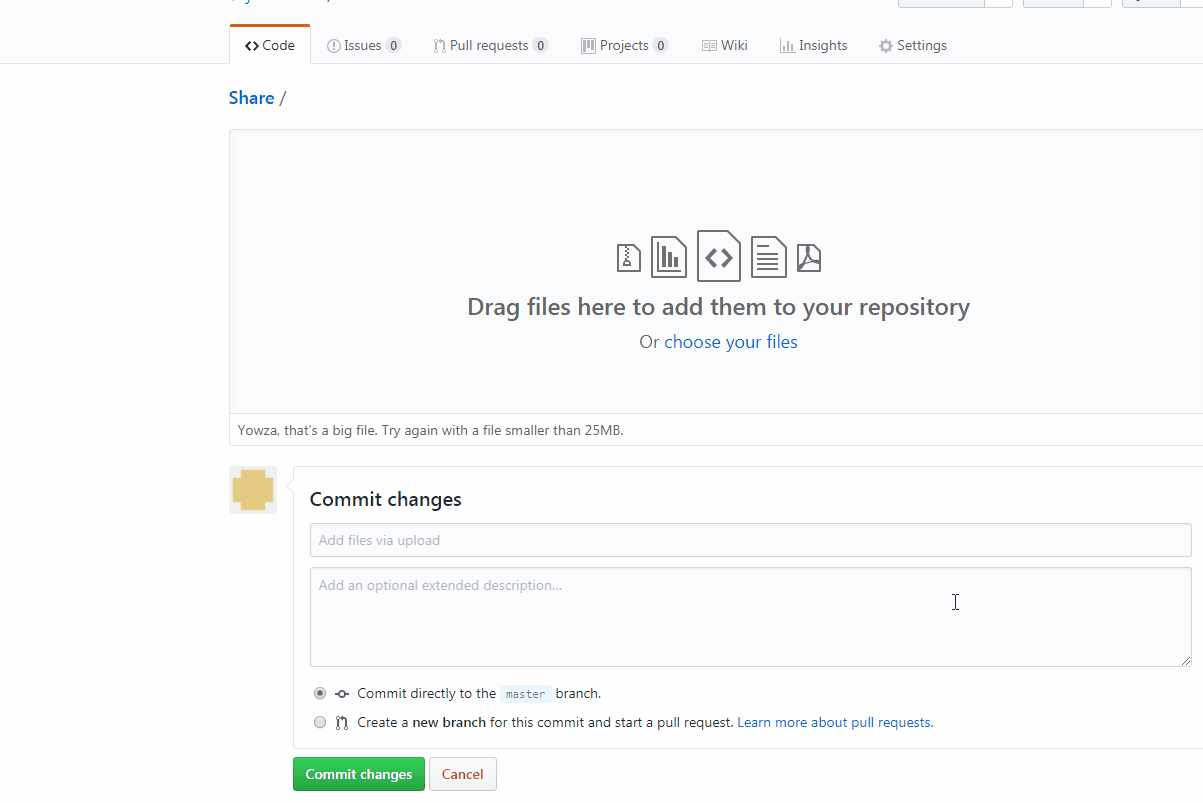 Code Issues 0 Pull requests 0 Projects 0 Wiki Insights Settings
Share /
Drag files here to add them to your repository
Or choose your files
Yowza, that's a big file. Try again with a file smaller than 25MB.
Commit changes
Add files via upload
Add an optional extended description...
Commit directly to the master branch.
Create a new branch for this commit and start a pull request. Learn more about pull requests.
Commit changes Cancel